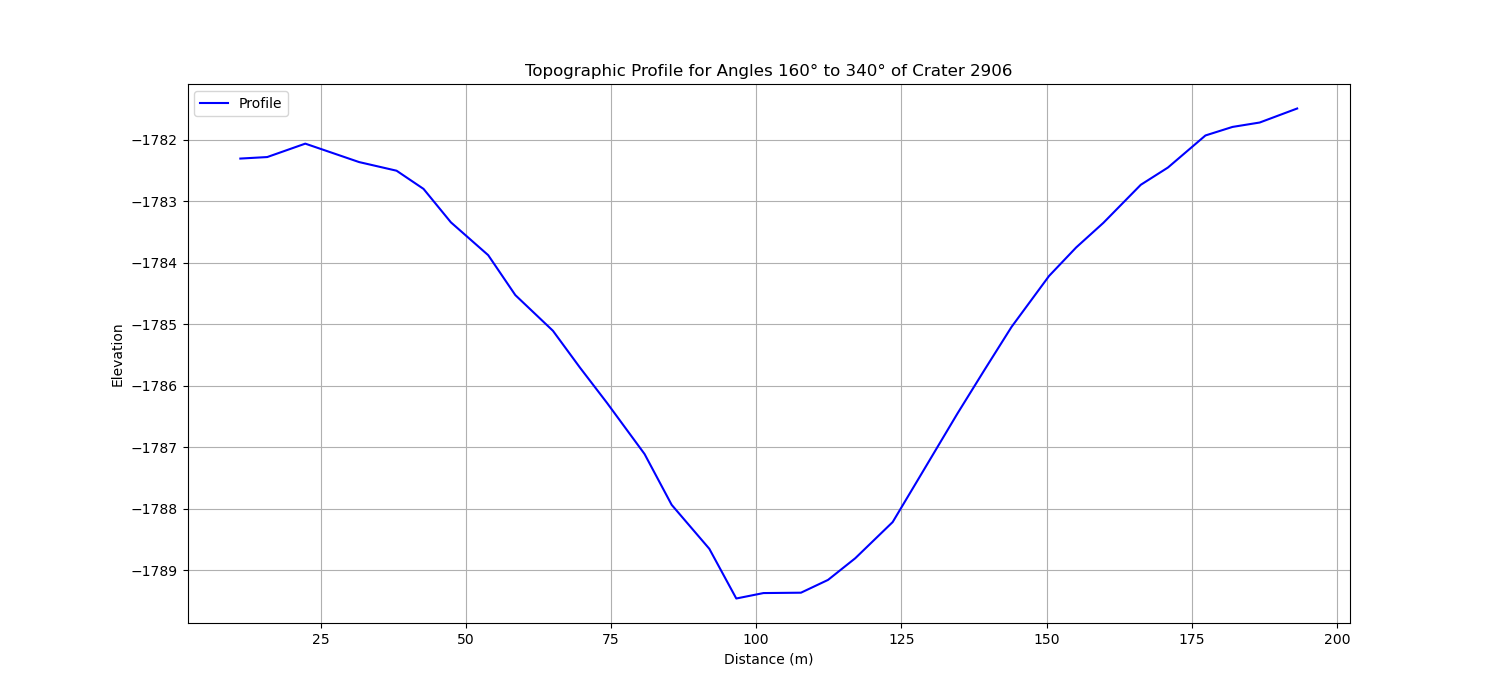 Topographic Profile for Angles 160° to 340° of Crater 2906
Profile
−1782
−1783
−1784
−1785
−1786
−1787
−1788
−1789
Elevation
25 50 75 100 125 150 175 200
Distance (m)